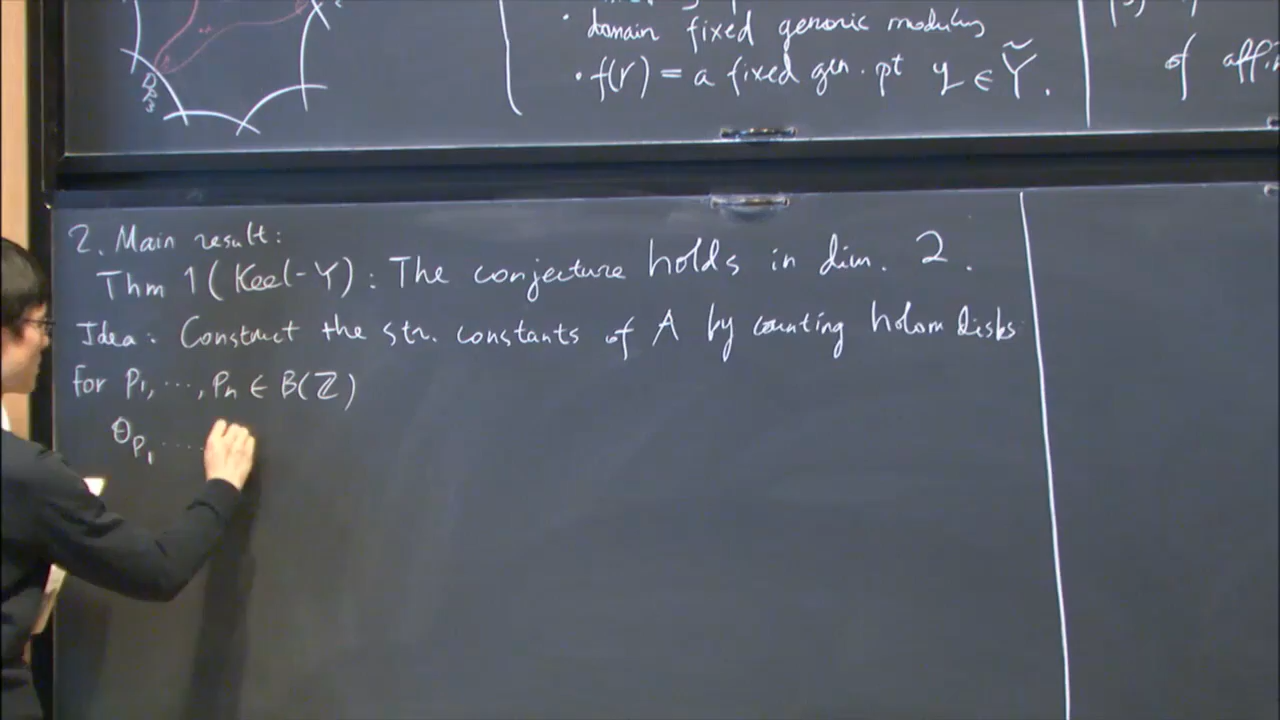 · domain fixed generic modulus
· f(r) = a fixed gen. pt y ∈ Ỹ.
of affin
2. Main result:
Thm 1 (Keel-Y): The conjecture holds in dim. 2.
Idea: Construct the str. constants of A by counting holom disks
for P1, ..., Pn ∈ B(ℤ)
θP1 .....